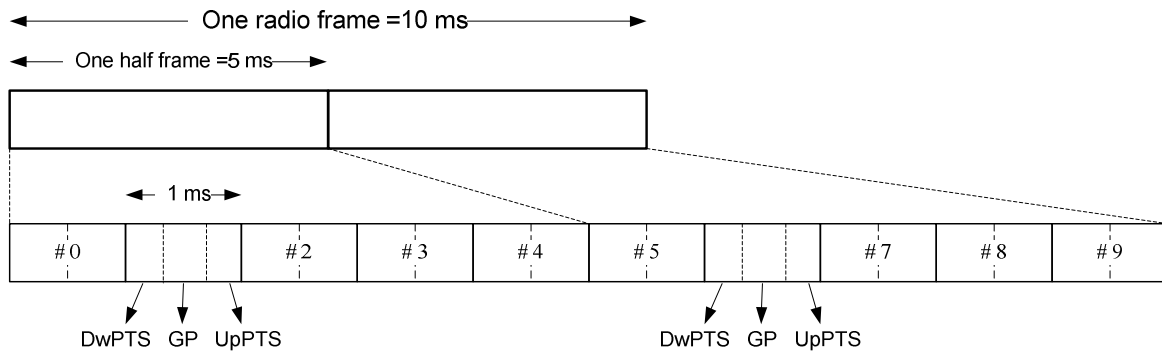 One radio frame =10 ms
One half frame =5 ms
1 ms
#0 #2 #3 #4 #5 #7 #8 #9
DwPTS GP UpPTS DwPTS GP UpPTS